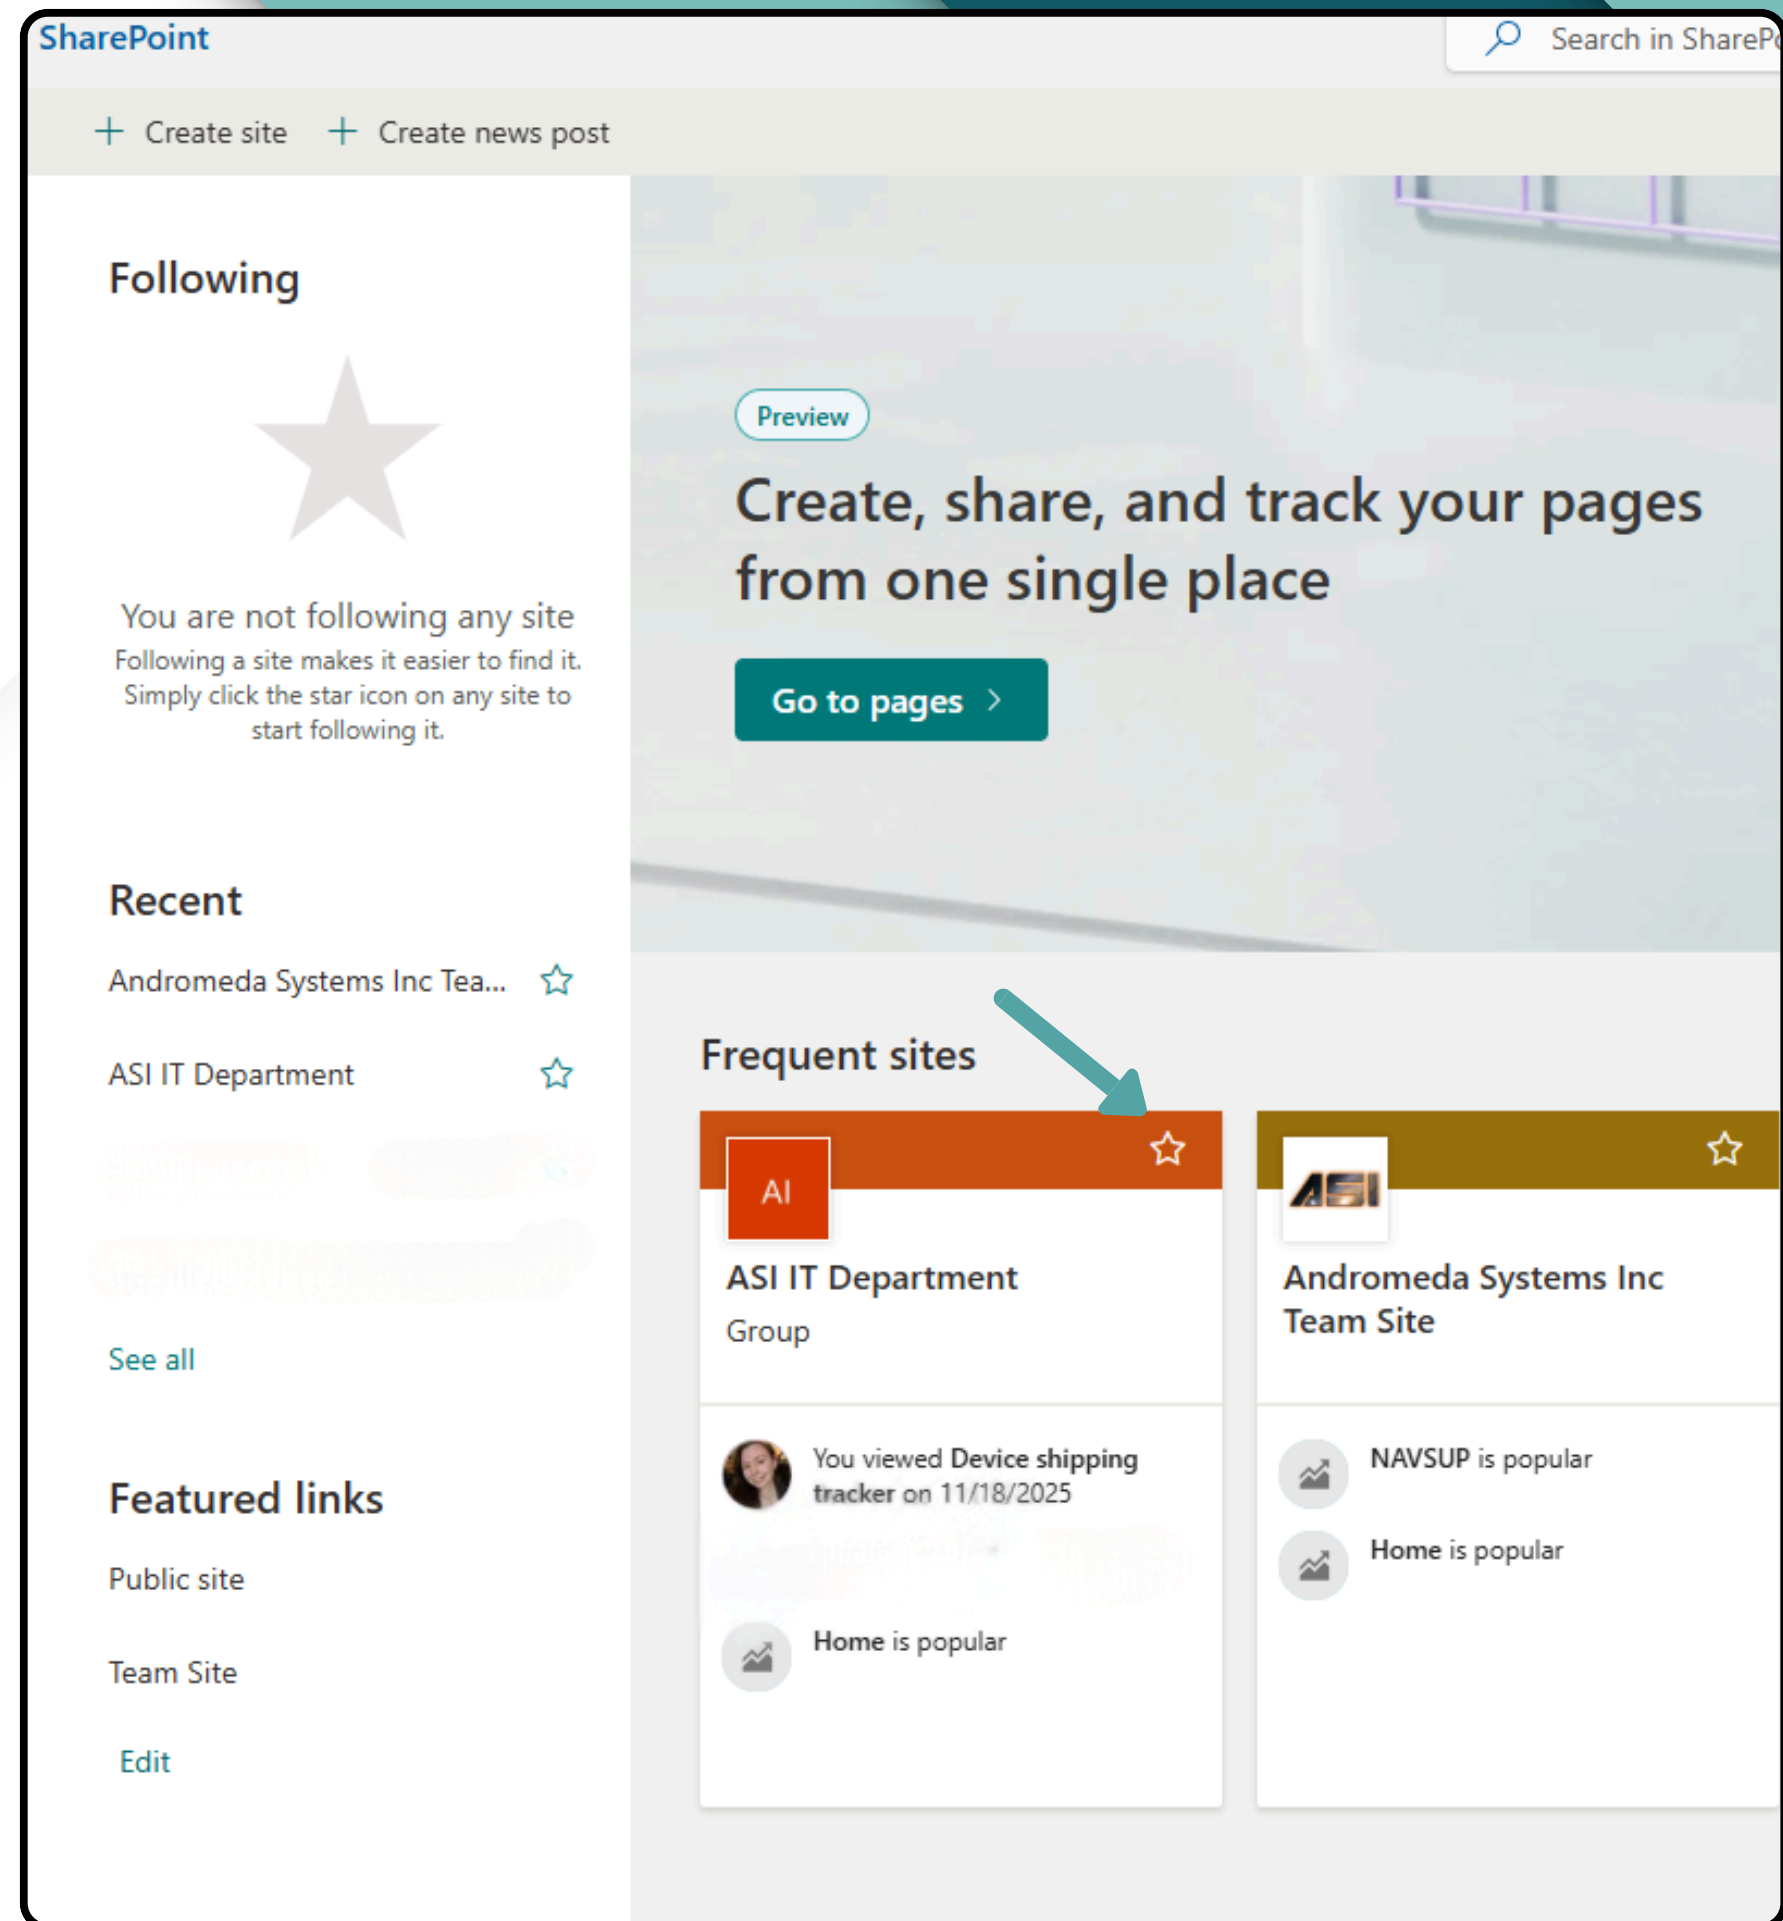 SharePoint
Search in SharePo
+ Create site + Create news post
Following
You are not following any site
Following a site makes it easier to find it.
Simply click the star icon on any site to
start following it.
Preview
Create, share, and track your pages
from one single place
Go to pages >
Recent
Andromeda Systems Inc Tea...
ASI IT Department
See all
Featured links
Public site
Team Site
Edit
Frequent sites
AI
ASI IT Department
Group
You viewed Device shipping
tracker on 11/18/2025
Home is popular
ASI
Andromeda Systems Inc
Team Site
NAVSUP is popular
Home is popular